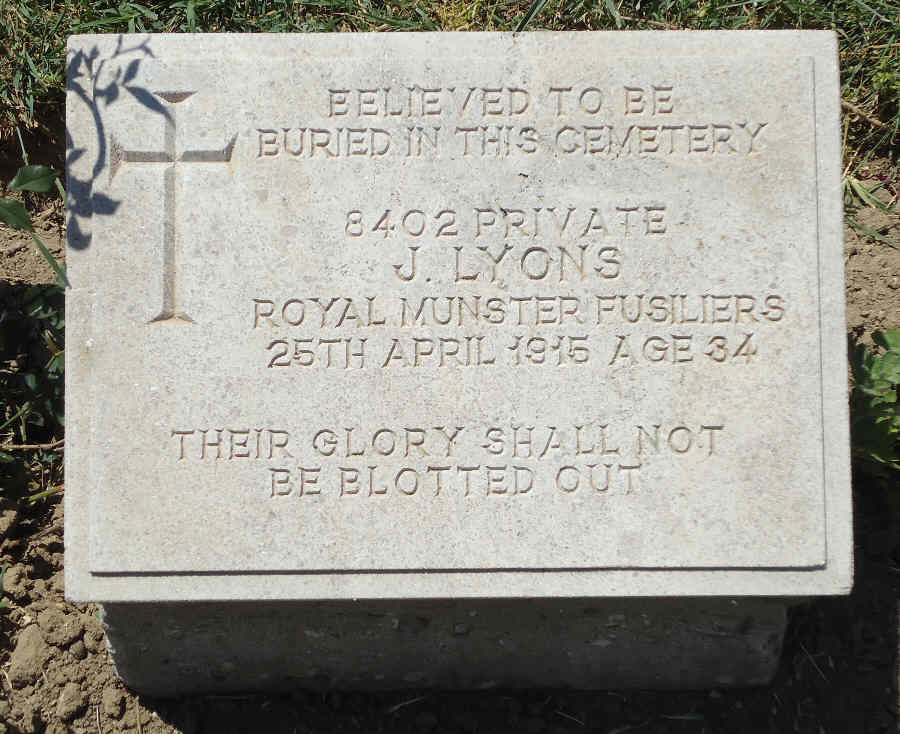 BELIEVED TO BE
BURIED IN THIS CEMETERY
8402 PRIVATE
J. LYONS
ROYAL MUNSTER FUSILIERS
25TH APRIL 1915 AGE 34
THEIR GLORY SHALL NOT
BE BLOTTED OUT